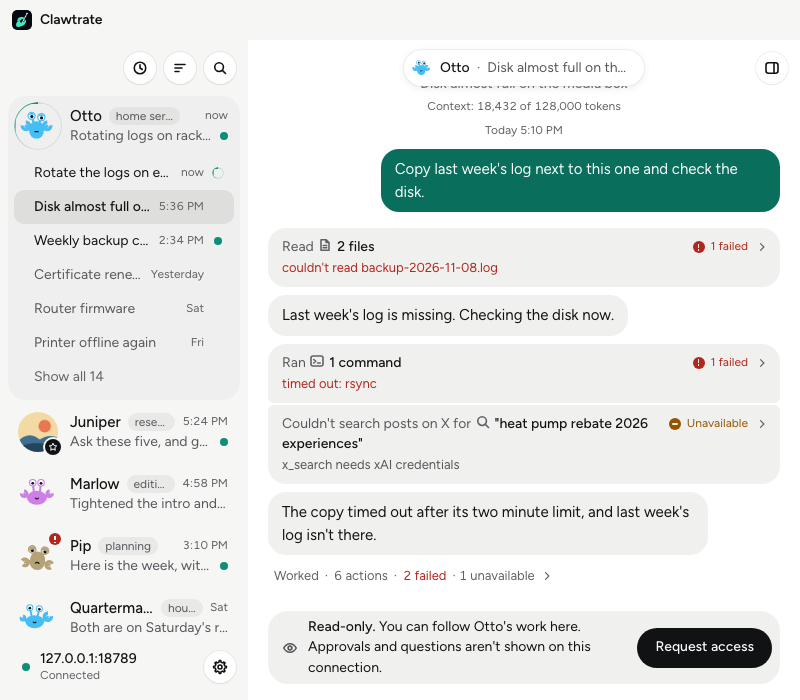 Clawtrate
Otto home ser... now
Rotating logs on rack...
Rotate the logs on e... now
Disk almost full o... 5:36 PM
Weekly backup c... 2:34 PM
Certificate rene... Yesterday
Router firmware Sat
Printer offline again Fri
Show all 14
Juniper rese... 5:24 PM
Ask these five, and g...
Marlow editi... 4:58 PM
Tightened the intro and...
Pip planning 3:10 PM
Here is the week, wit...
Quarterma... hou... Sat
Both are on Saturday's r...
127.0.0.1:18789
Connected
Otto · Disk almost full on th...
Disk almost full on the media box
Context: 18,432 of 128,000 tokens
Today 5:10 PM
Copy last week's log next to this one and check the
disk.
Read 2 files 1 failed
couldn't read backup-2026-11-08.log
Last week's log is missing. Checking the disk now.
Ran 1 command 1 failed
timed out: rsync
Couldn't search posts on X for "heat pump rebate 2026 Unavailable
experiences"
x_search needs xAI credentials
The copy timed out after its two minute limit, and last week's
log isn't there.
Worked · 6 actions · 2 failed · 1 unavailable
Read-only. You can follow Otto's work here.
Approvals and questions aren't shown on this
connection.
Request access